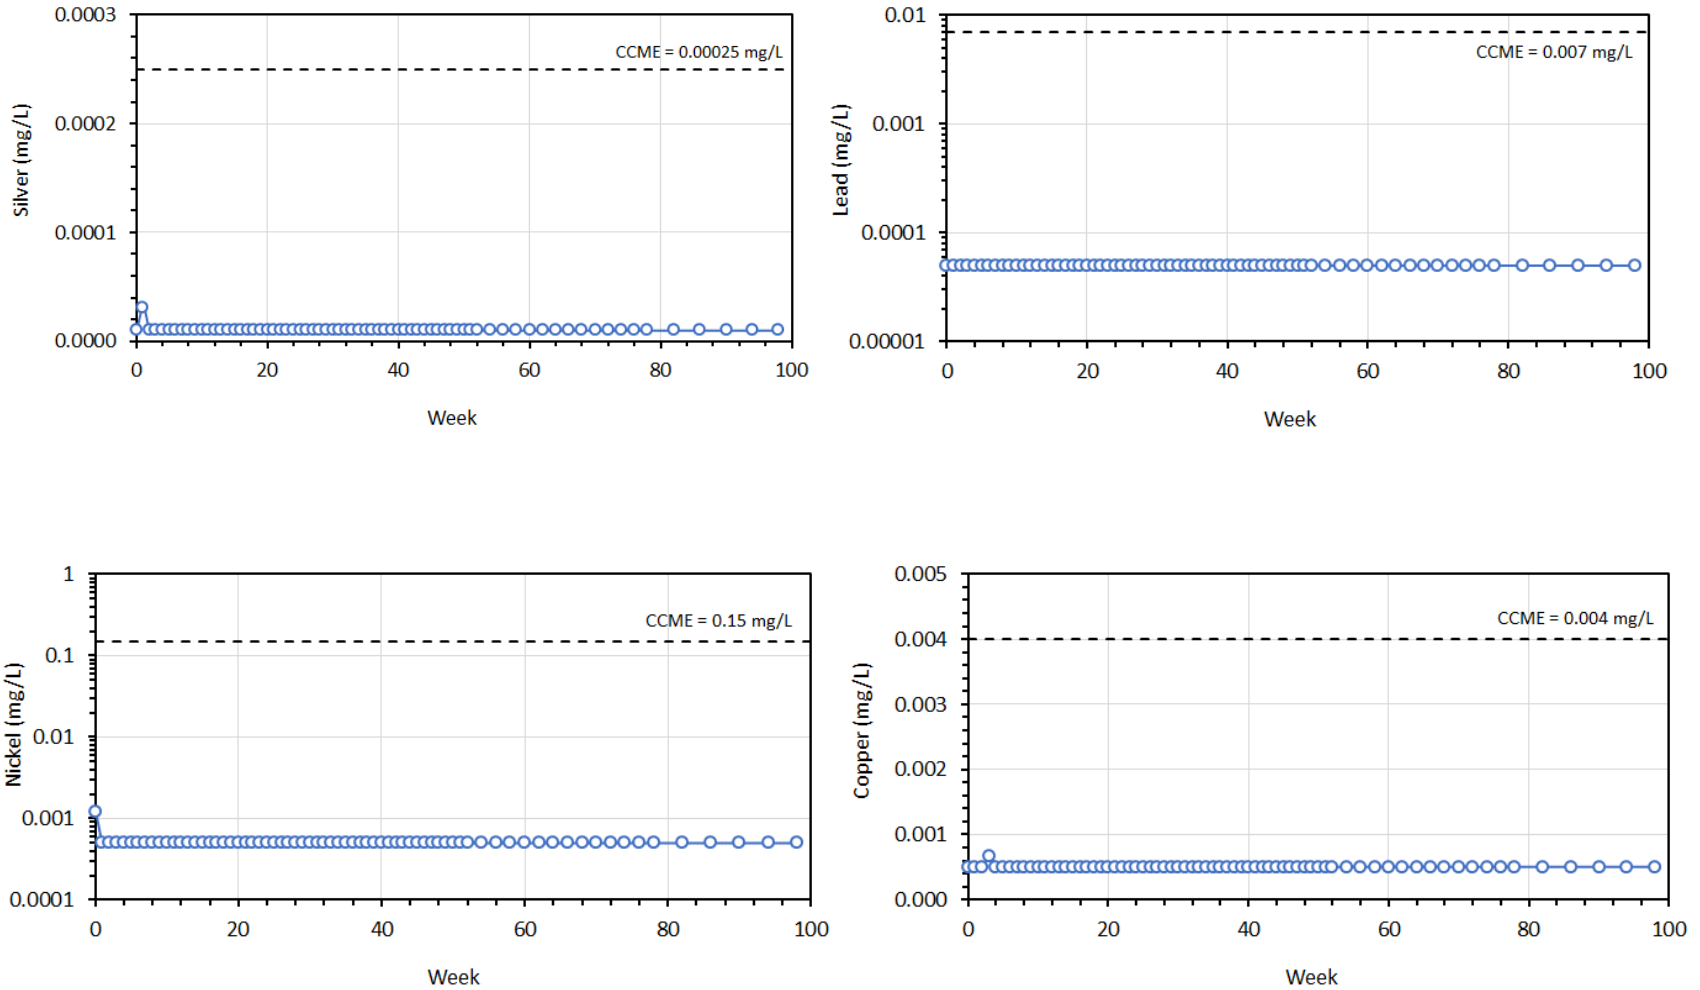 0.0003
CCME = 0.00025 mg/L
0.0002
Silver (mg/L)
0.0001
0.0000
0 20 40 60 80 100
Week
0.01
CCME = 0.007 mg/L
0.001
Lead (mg/L)
0.0001
0.00001
0 20 40 60 80 100
Week
1
CCME = 0.15 mg/L
0.1
Nickel (mg/L)
0.01
0.001
0.0001
0 20 40 60 80 100
Week
0.005
CCME = 0.004 mg/L
0.004
0.003
Copper (mg/L)
0.002
0.001
0.000
0 20 40 60 80 100
Week